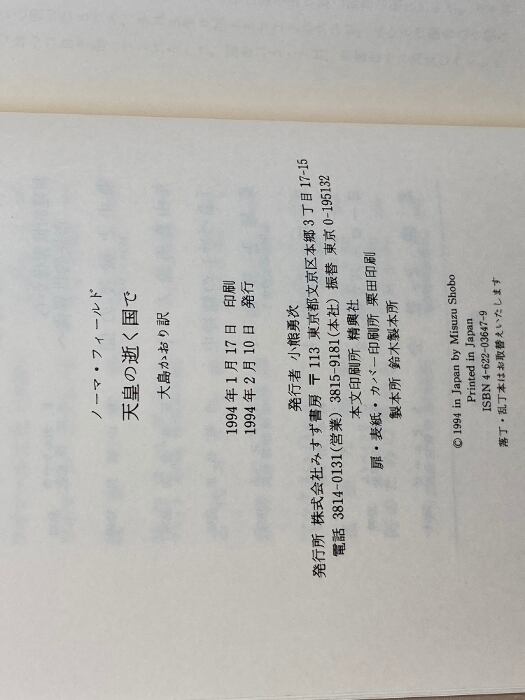 ノーマ・フィールド
天皇の逝く国で
大島かおり訳
1994年1月17日 印刷
1994年2月10日 発行
発行者 小熊勇次
発行所 株式会社みすず書房 〒113 東京都文京区本郷3丁目17-15
電話 3814-0131(営業) 3815-9181(本社) 振替 東京0-195132
本文印刷所 精興社
扉・表紙・カバー印刷所 栗田印刷
製本所 鈴木製本所
© 1994 in Japan by Misuzu Shobo
Printed in Japan
ISBN 4-622-03647-9
落丁・乱丁本はお取替えいたします